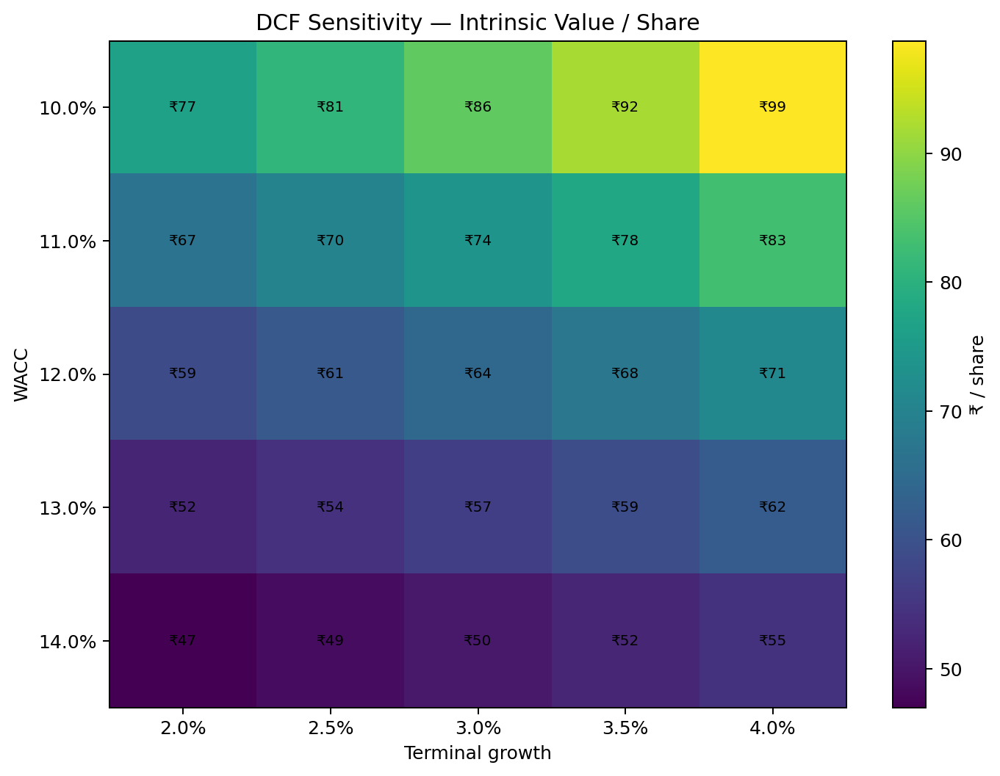 DCF Sensitivity — Intrinsic Value / Share
10.0% ₹77 ₹81 ₹86 ₹92 ₹99
11.0% ₹67 ₹70 ₹74 ₹78 ₹83
12.0% ₹59 ₹61 ₹64 ₹68 ₹71
13.0% ₹52 ₹54 ₹57 ₹59 ₹62
14.0% ₹47 ₹49 ₹50 ₹52 ₹55
2.0% 2.5% 3.0% 3.5% 4.0%
Terminal growth
WACC
90
80
70
60
50
₹ / share